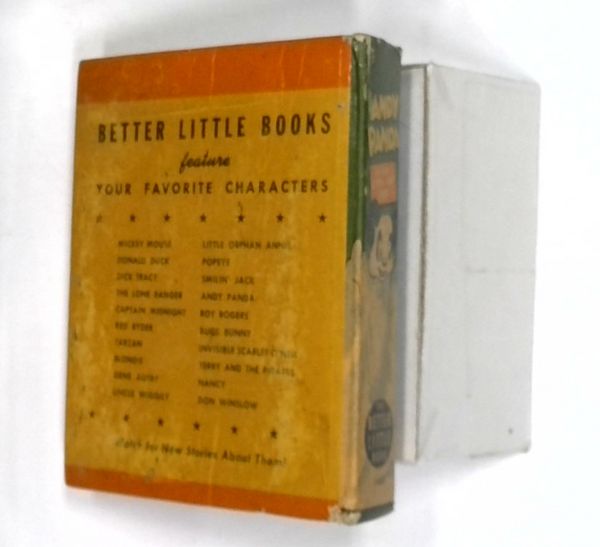 BETTER LITTLE BOOKS
feature
YOUR FAVORITE CHARACTERS
MICKEY MOUSE
DONALD DUCK
DICK TRACY
THE LONE RANGER
CAPTAIN MIDNIGHT
RED RYDER
TARZAN
BLONDIE
GENE AUTRY
UNCLE WIGGILY
LITTLE ORPHAN ANNIE
POPEYE
SMILIN' JACK
ANDY PANDA
ROY ROGERS
BUGS BUNNY
INVISIBLE SCARLET O'NEIL
TERRY AND THE PIRATES
NANCY
DON WINSLOW
Watch for New Stories About Them!
ANDY
PANDA
BETTER
LITTLE